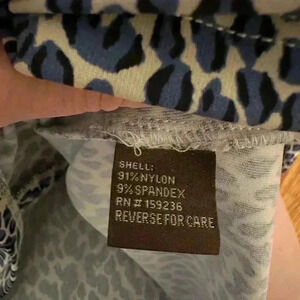 SHELL:
91% NYLON
9% SPANDEX
RN # 159236
REVERSE FOR CARE